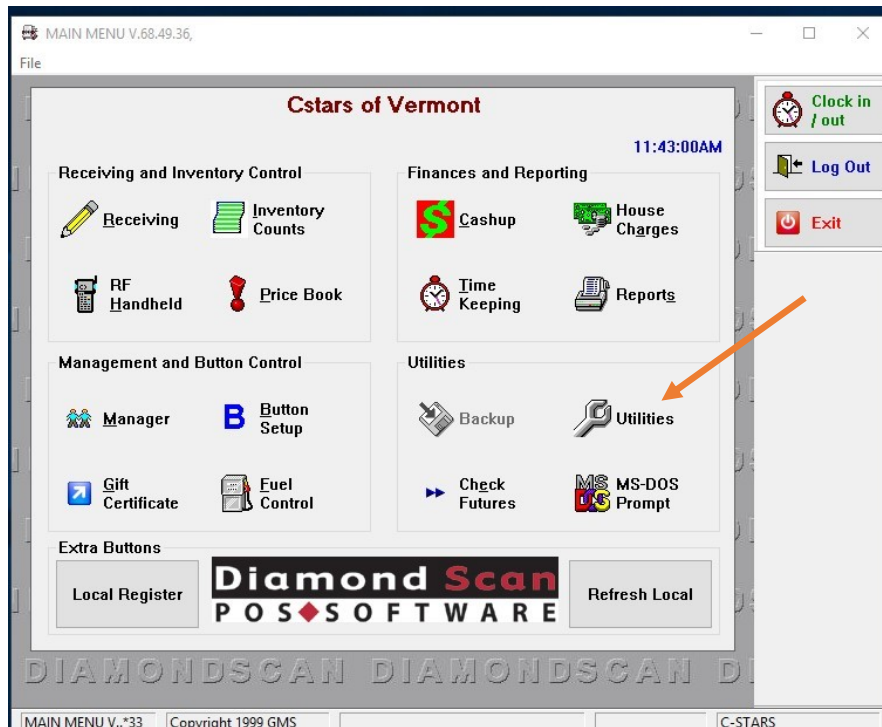 MAIN MENU V.68.49.36,
File
Cstars of Vermont
11:43:00AM
Clock in
/ out
Log Out
Exit
Receiving and Inventory Control
Receiving
Inventory
Counts
RF
Handheld
Price Book
Finances and Reporting
$
Cashup
House
Charges
Time
Keeping
Reports
Management and Button Control
Manager
B
Button
Setup
Gift
Certificate
Fuel
Control
Utilities
Backup
Utilities
Check
Futures
MS
DOS
MS-DOS
Prompt
Extra Buttons
Local Register
Diamond Scan
POS SOFTWARE
Refresh Local
DIAMONDSCAN DIAMONDSCAN D
MAIN MENU V..*33 Copyright 1999 GMS C-STARS